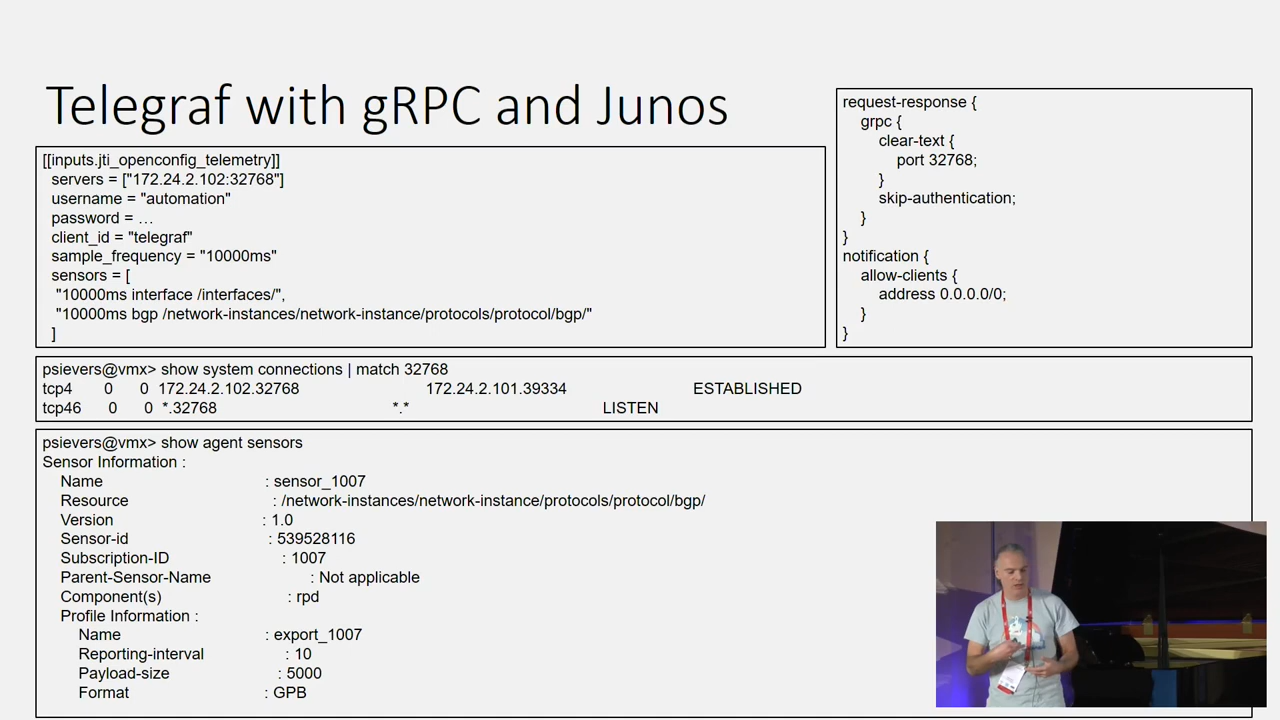 Telegraf with gRPC and Junos
[[inputs.jti_openconfig_telemetry]]
servers = ["172.24.2.102:32768"]
username = "automation"
password = …
client_id = "telegraf"
sample_frequency = "10000ms"
sensors = [
"10000ms interface /interfaces/",
"10000ms bgp /network-instances/network-instance/protocols/protocol/bgp/"
]
request-response {
grpc {
clear-text {
port 32768;
}
skip-authentication;
}
}
notification {
allow-clients {
address 0.0.0.0/0;
}
}
psievers@vmx> show system connections | match 32768
tcp4 0 0 172.24.2.102.32768 172.24.2.101.39334 ESTABLISHED
tcp46 0 0 *.32768 *.* LISTEN
psievers@vmx> show agent sensors
Sensor Information :
Name : sensor_1007
Resource : /network-instances/network-instance/protocols/protocol/bgp/
Version : 1.0
Sensor-id : 539528116
Subscription-ID : 1007
Parent-Sensor-Name : Not applicable
Component(s) : rpd
Profile Information :
Name : export_1007
Reporting-interval : 10
Payload-size : 5000
Format : GPB